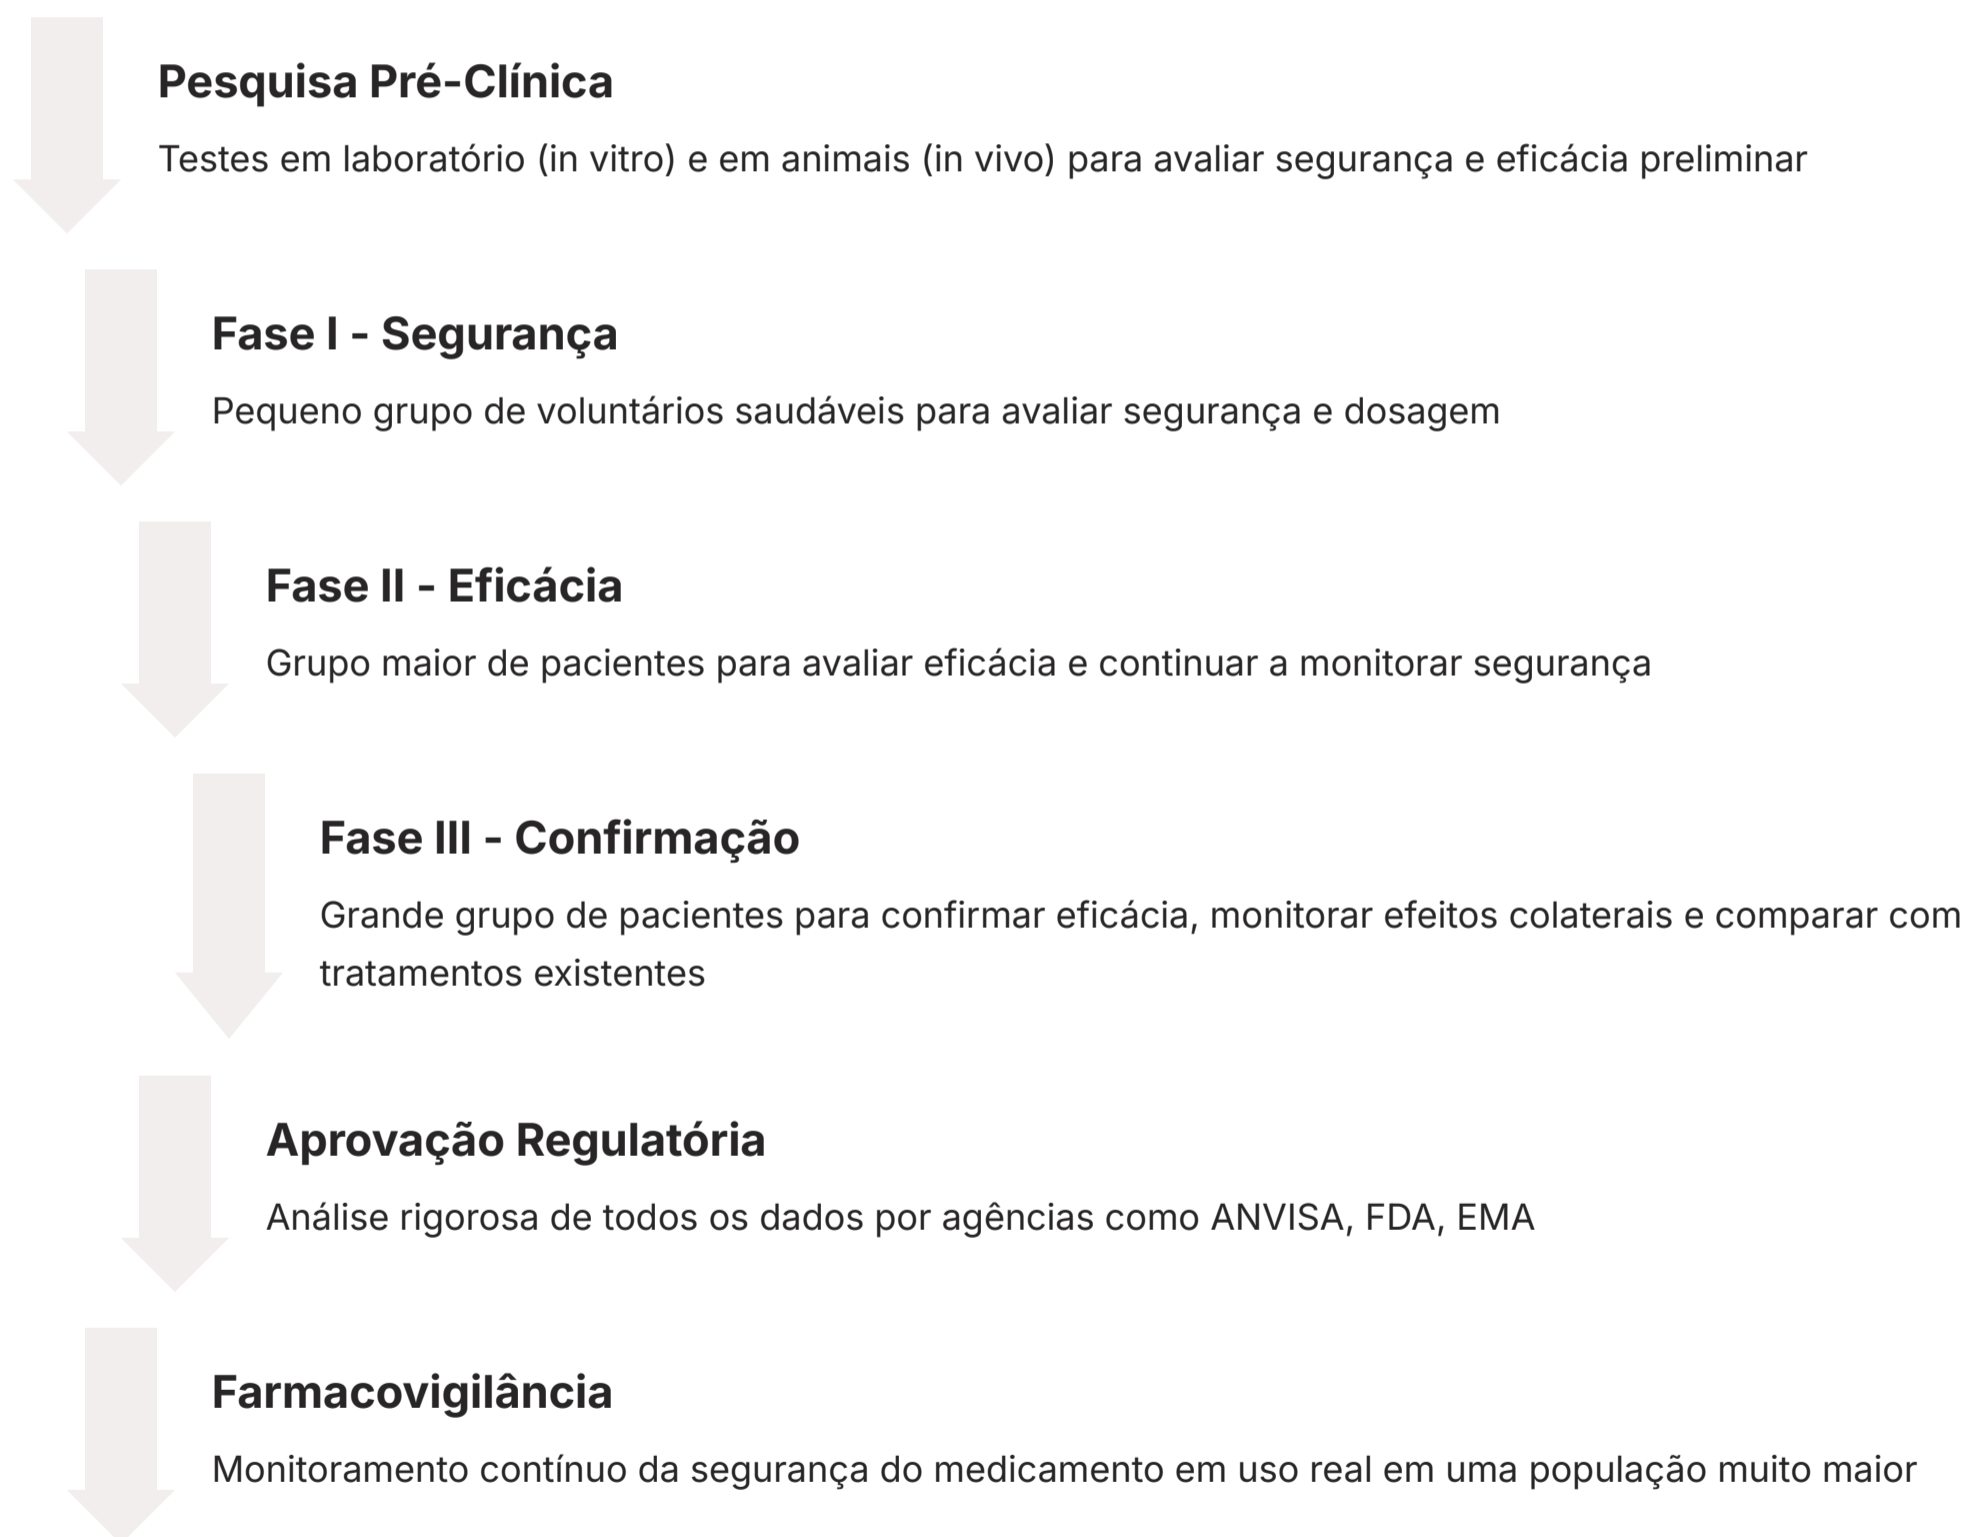 Pesquisa Pré-Clínica
Testes em laboratório (in vitro) e em animais (in vivo) para avaliar segurança e eficácia preliminar
Fase I - Segurança
Pequeno grupo de voluntários saudáveis para avaliar segurança e dosagem
Fase II - Eficácia
Grupo maior de pacientes para avaliar eficácia e continuar a monitorar segurança
Fase III - Confirmação
Grande grupo de pacientes para confirmar eficácia, monitorar efeitos colaterais e comparar com
tratamentos existentes
Aprovação Regulatória
Análise rigorosa de todos os dados por agências como ANVISA, FDA, EMA
Farmacovigilância
Monitoramento contínuo da segurança do medicamento em uso real em uma população muito maior